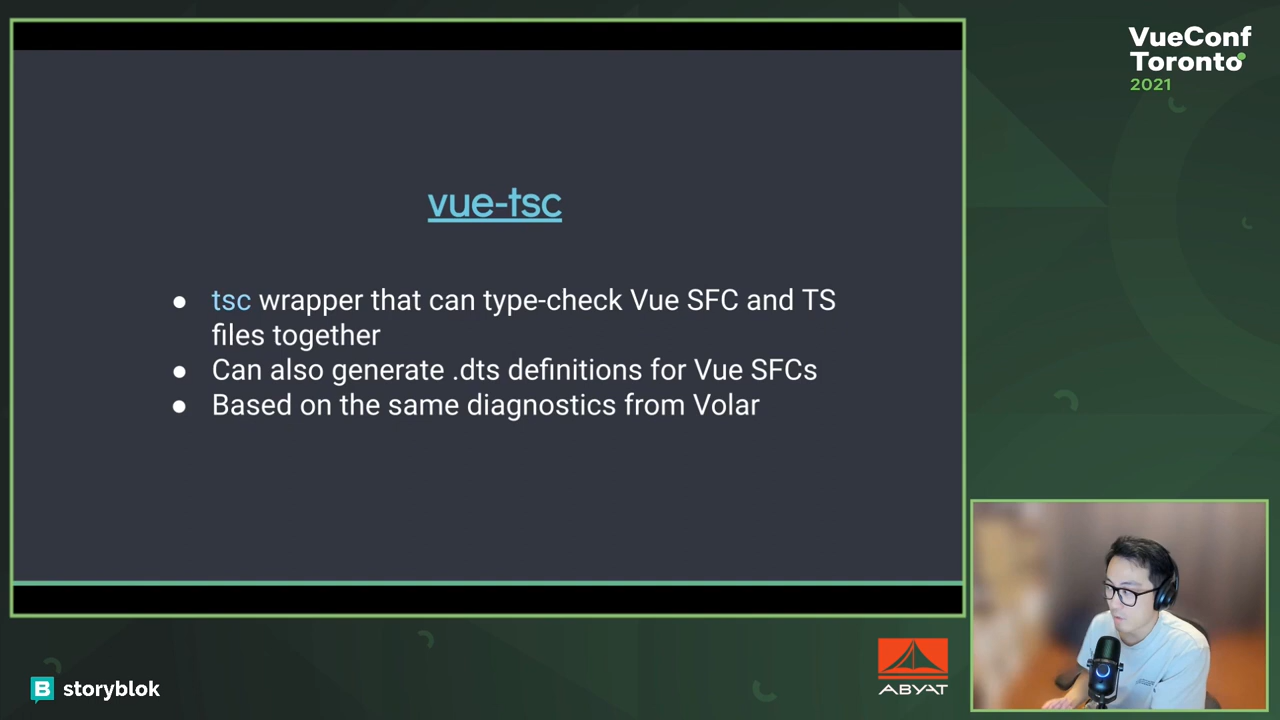 VueConf
Toronto
2021
vue-tsc
● tsc wrapper that can type-check Vue SFC and TS
files together
● Can also generate .dts definitions for Vue SFCs
● Based on the same diagnostics from Volar
B storyblok
ABYAT